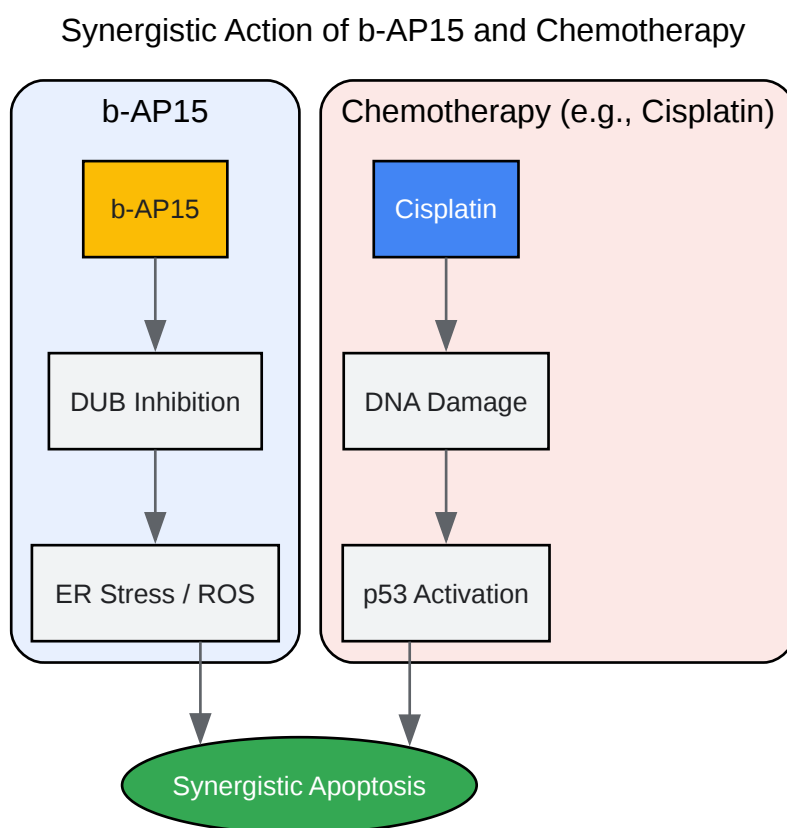 Synergistic Action of b-AP15 and Chemotherapy
b-AP15
b-AP15
DUB Inhibition
ER Stress / ROS
Chemotherapy (e.g., Cisplatin)
Cisplatin
DNA Damage
p53 Activation
Synergistic Apoptosis